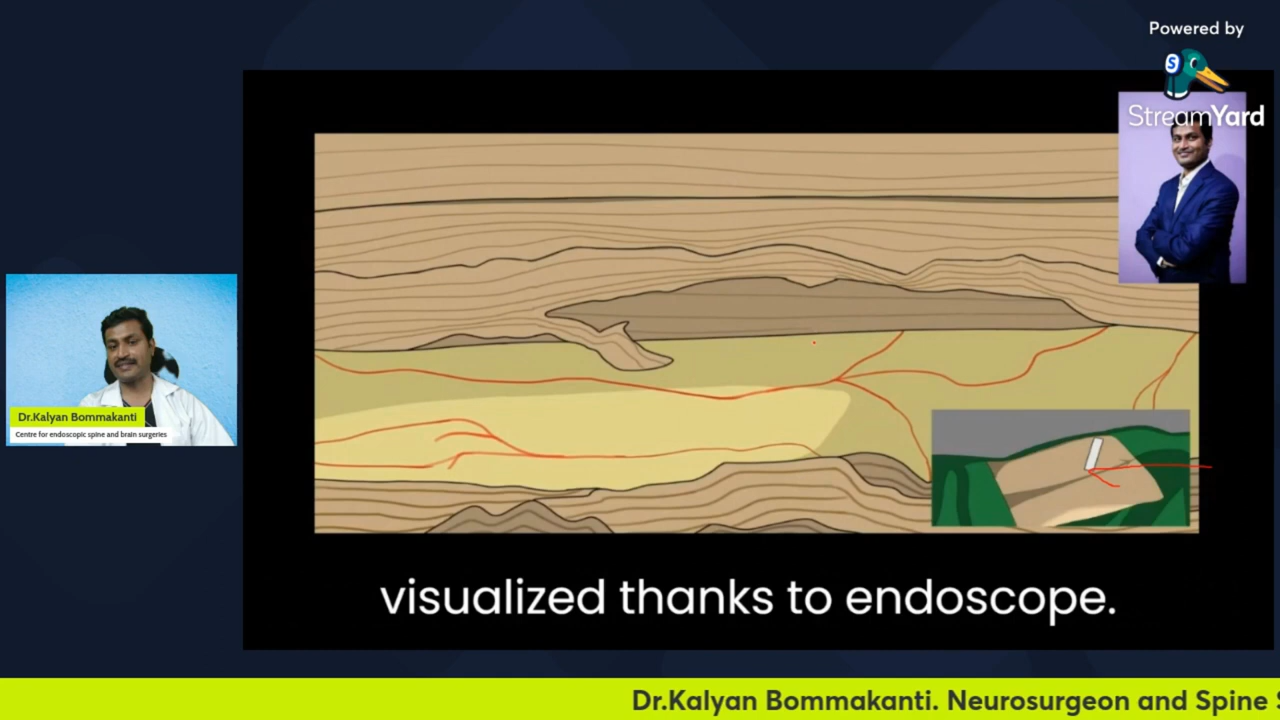 Powered by
StreamYard
Dr.Kalyan Bommakanti
Centre for endoscopic spine and brain surgeries
visualized thanks to endoscope.
Dr.Kalyan Bommakanti. Neurosurgeon and Spine S